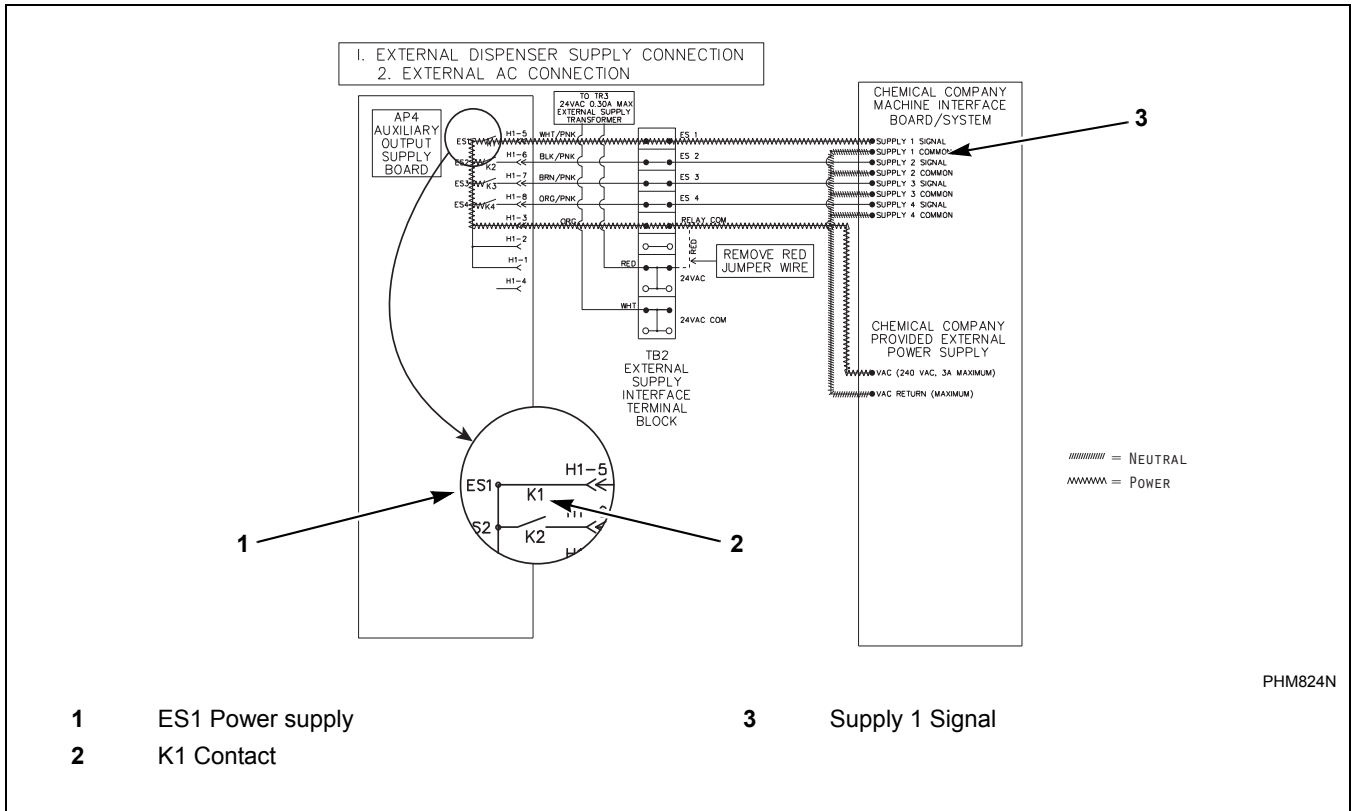 1. EXTERNAL DISPENSER SUPPLY CONNECTION
2. EXTERNAL AC CONNECTION
AP4
AUXILIARY
OUTPUT
SUPPLY
BOARD
TO TR3
24VAC 0.30A MAX
EXTERNAL SUPPLY
TRANSFORMER
CHEMICAL COMPANY
MACHINE INTERFACE
BOARD/SYSTEM
3
ES1 K1 H1-5 WHT/PNK ES 1 SUPPLY 1 SIGNAL
SUPPLY 1 COMMON
ES2 K2 H1-6 BLK/PNK ES 2 SUPPLY 2 SIGNAL
SUPPLY 2 COMMON
ES3 K3 H1-7 BRN/PNK ES 3 SUPPLY 3 SIGNAL
SUPPLY 3 COMMON
ES4 K4 H1-8 ORG/PNK ES 4 SUPPLY 4 SIGNAL
SUPPLY 4 COMMON
H1-3 ORG RELAY COM
H1-2
H1-1
H1-4
RED
REMOVE RED
JUMPER WIRE
RED
24VAC
WHT
24VAC COM
TB2
EXTERNAL
SUPPLY
INTERFACE
TERMINAL
BLOCK
CHEMICAL COMPANY
PROVIDED EXTERNAL
POWER SUPPLY
VAC (240 VAC, 3A MAXIMUM)
VAC RETURN (MAXIMUM)
= NEUTRAL
= POWER
H1-5
ES1
K1
S2
K2
1
2
PHM824N
1 ES1 Power supply
2 K1 Contact
3 Supply 1 Signal